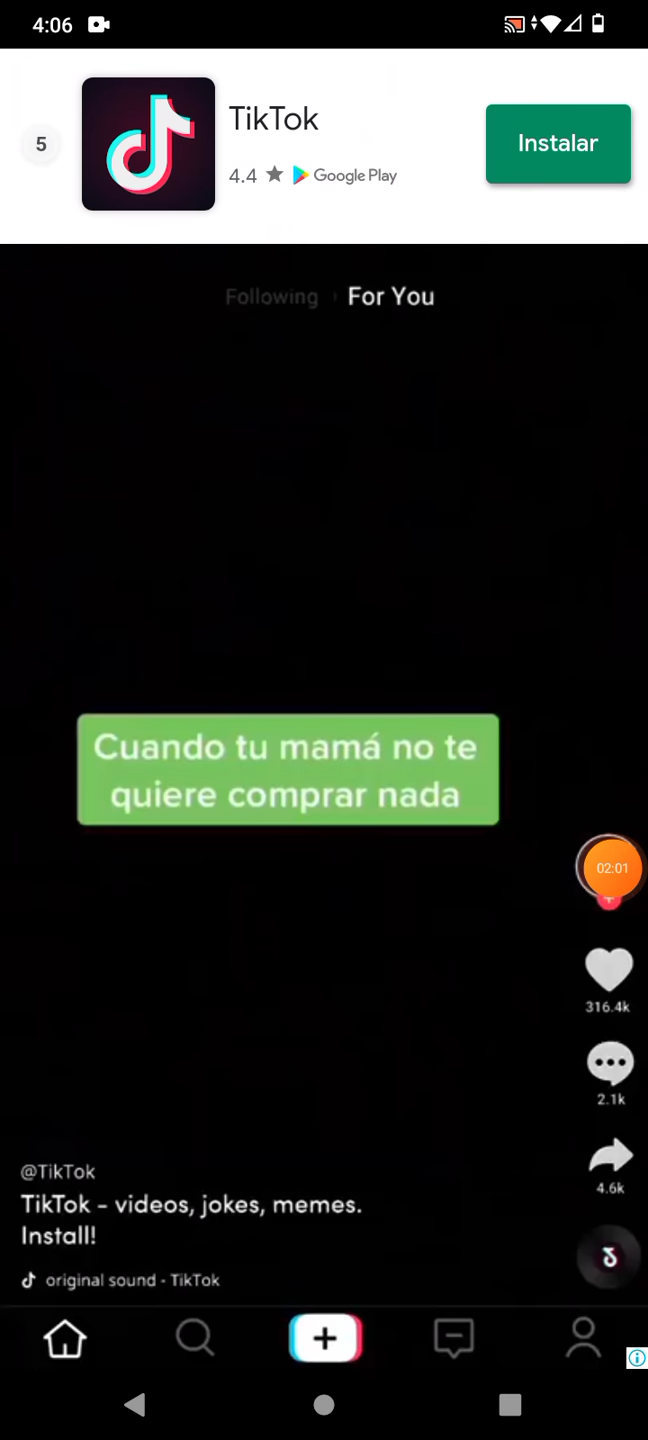 4:06
5
TikTok
4.4 ★ Google Play
Instalar
Following
For You
Cuando tu mamá no te
quiere comprar nada
02:01
316.4k
2.1k
4.6k
@TikTok
TikTok - videos, jokes, memes.
Install!
original sound - TikTok